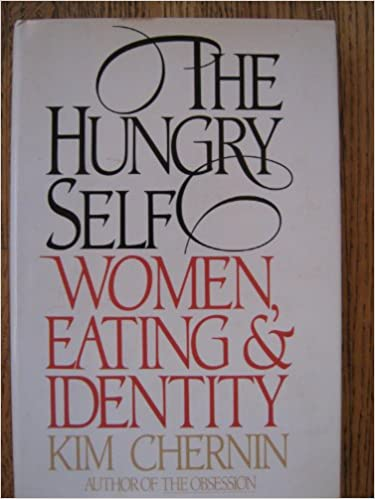 THE
HUNGRY
SELF
WOMEN,
EATING &
IDENTITY
KIM CHERNIN
AUTHOR OF THE OBSESSION